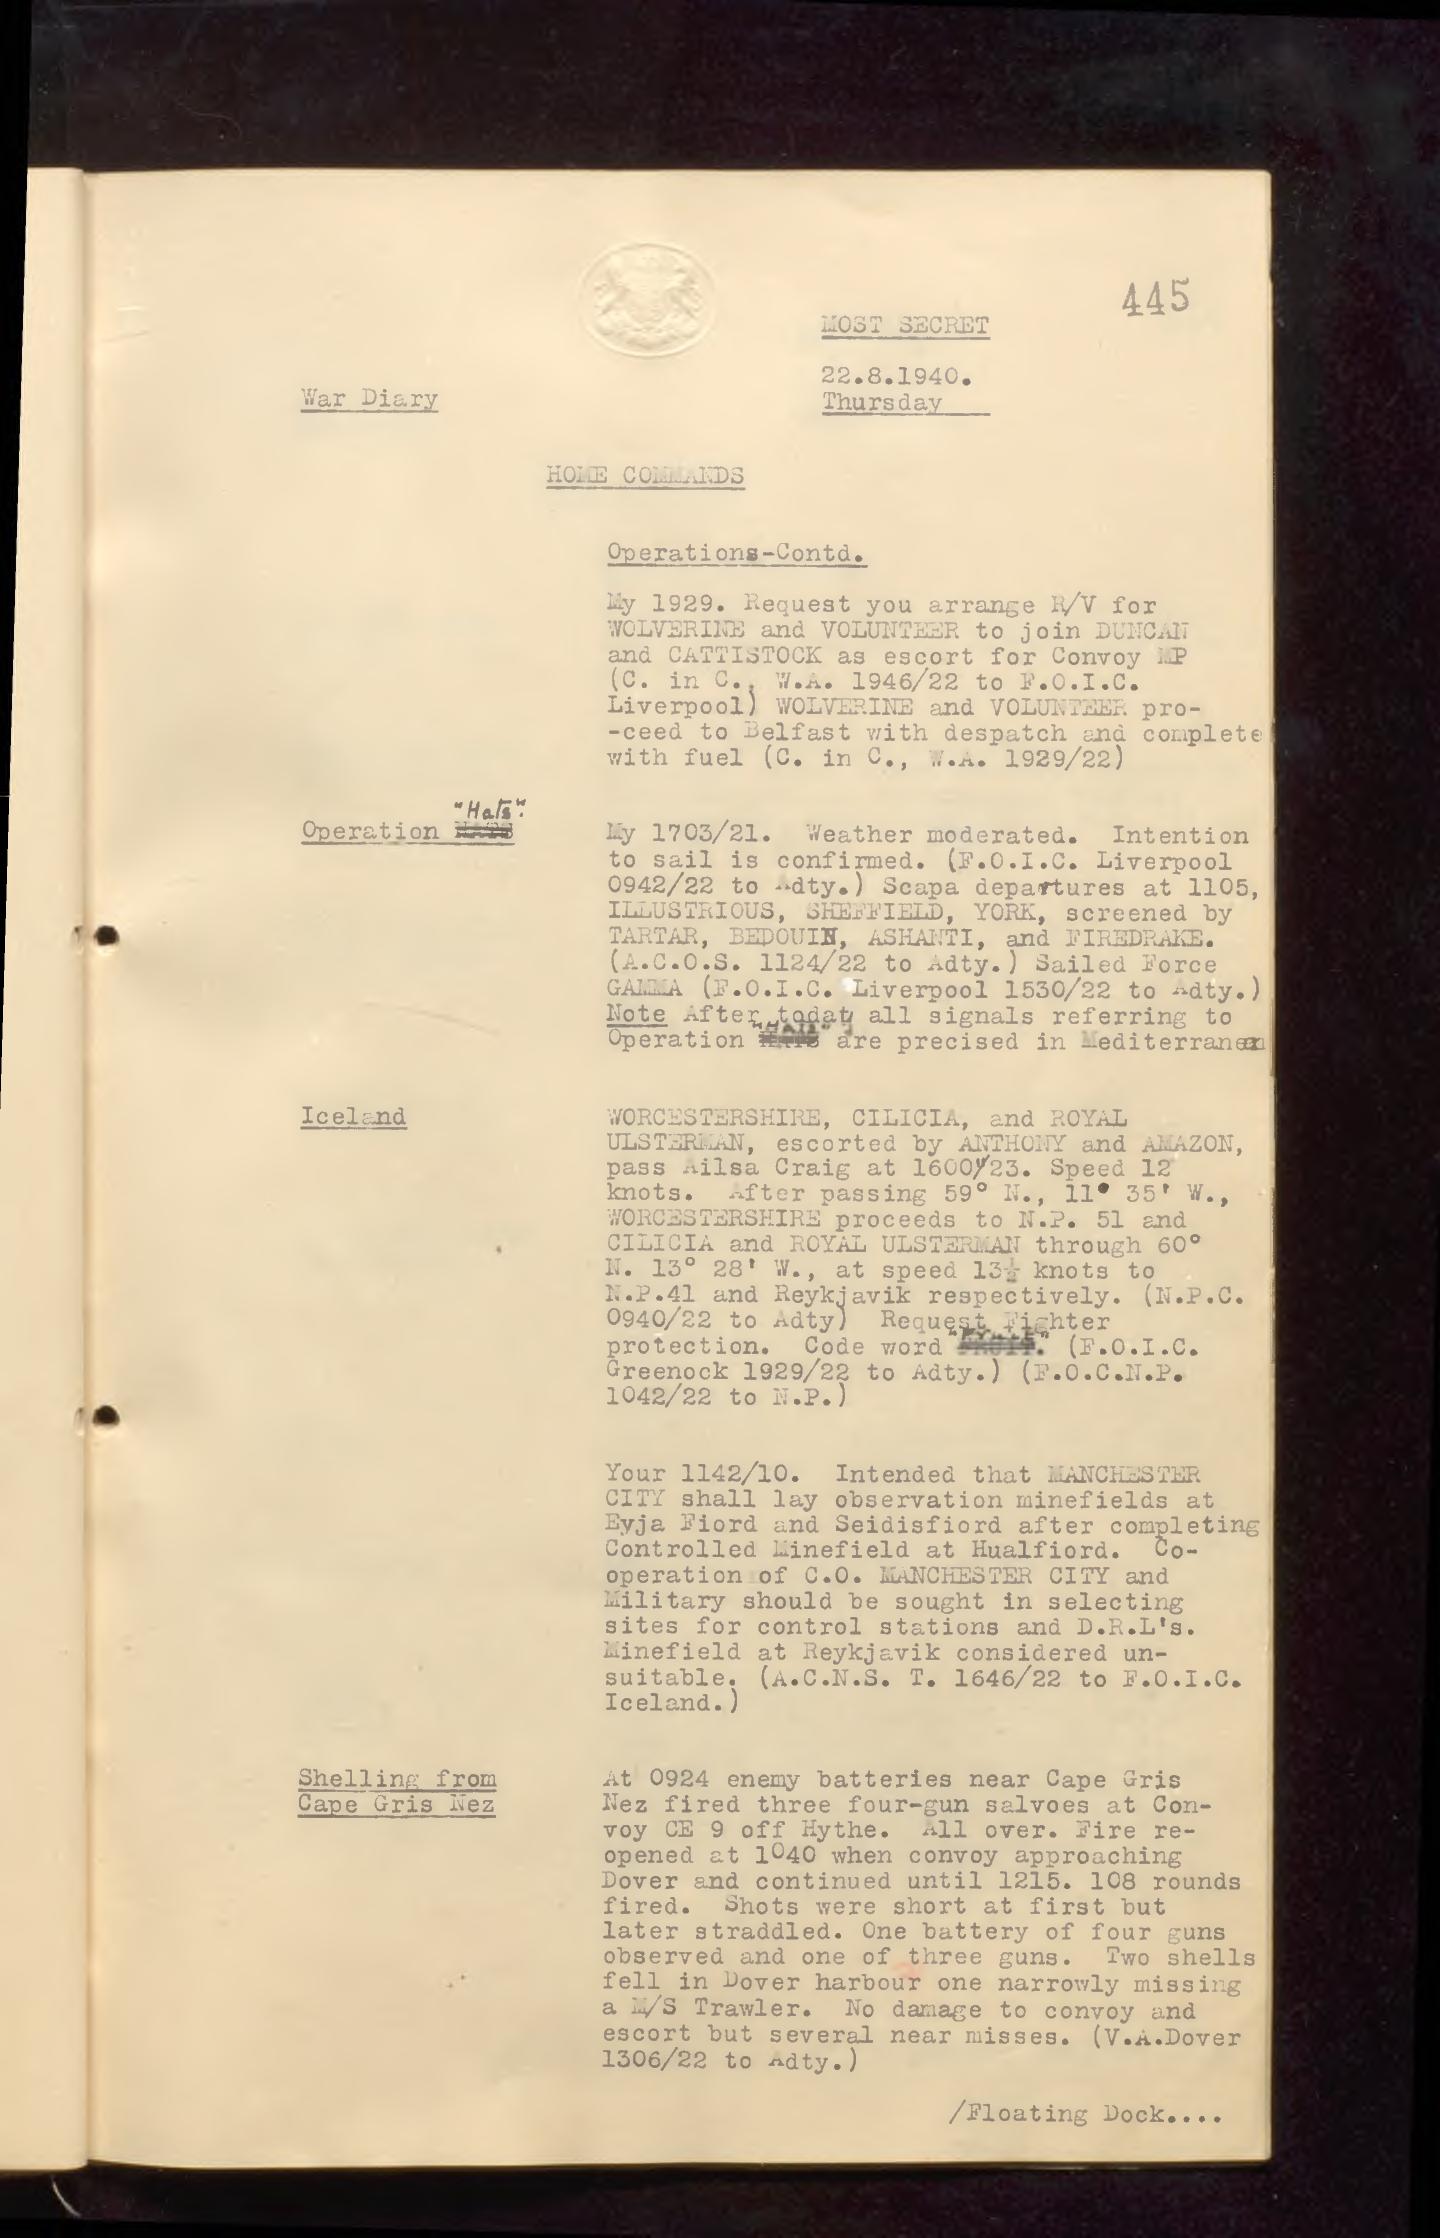 445
MOST SECRET
22.8.1940.
Thursday
War Diary
HOME COMMANDS
Operations-Contd.
My 1929. Request you arrange R/V for
WOLVERINE and VOLUNTEER to join DUNCAN
and CATTISTOCK as escort for Convoy MP
(C. in C., W.A. 1946/22 to F.O.I.C.
Liverpool) WOLVERINE and VOLUNTEER pro-
-ceed to Belfast with despatch and complete
with fuel (C. in C., W.A. 1929/22)
Operation "Hats".
My 1703/21. Weather moderated. Intention
to sail is confirmed. (F.O.I.C. Liverpool
0942/22 to Adty.) Scapa departures at 1105,
ILLUSTRIOUS, SHEFFIELD, YORK, screened by
TARTAR, BEDOUIN, ASHANTI, and FIREDRAKE.
(A.C.O.S. 1124/22 to Adty.) Sailed Force
GAMMA (F.O.I.C. Liverpool 1530/22 to Adty.)
Note After today all signals referring to
Operation "HATS" are precised in Mediterranean
Iceland
WORCESTERSHIRE, CILICIA, and ROYAL
ULSTERMAN, escorted by ANTHONY and AMAZON,
pass Ailsa Craig at 1600/23. Speed 12
knots. After passing 59° N., 11° 35' W.,
WORCESTERSHIRE proceeds to N.P. 51 and
CILICIA and ROYAL ULSTERMAN through 60°
N. 13° 28' W., at speed 13½ knots to
N.P.41 and Reykjavik respectively. (N.P.C.
0940/22 to Adty) Request Fighter
protection. Code word (F.O.I.C.
Greenock 1929/22 to Adty.) (F.O.C.N.P.
1042/22 to N.P.)
Your 1142/10. Intended that MANCHESTER
CITY shall lay observation minefields at
Eyja Fiord and Seidisfiord after completing
Controlled Minefield at Hualfiord. Co-
operation of C.O. MANCHESTER CITY and
Military should be sought in selecting
sites for control stations and D.R.L's.
Minefield at Reykjavik considered un-
suitable. (A.C.N.S. T. 1646/22 to F.O.I.C.
Iceland.)
Shelling from
Cape Gris Nez
At 0924 enemy batteries near Cape Gris
Nez fired three four-gun salvoes at Con-
voy CE 9 off Hythe. All over. Fire re-
opened at 1040 when convoy approaching
Dover and continued until 1215. 108 rounds
fired. Shots were short at first but
later straddled. One battery of four guns
observed and one of three guns. Two shells
fell in Dover harbour one narrowly missing
a M/S Trawler. No damage to convoy and
escort but several near misses. (V.A.Dover
1306/22 to Adty.)
/Floating Dock....